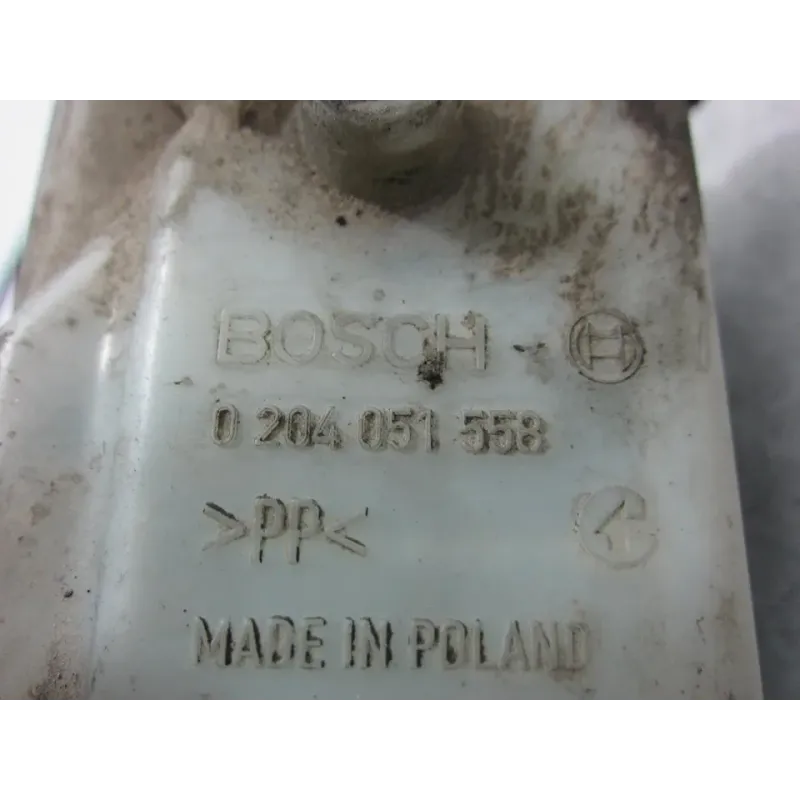 BOSCH
0 204 051 558
>PP<
MADE IN POLAND